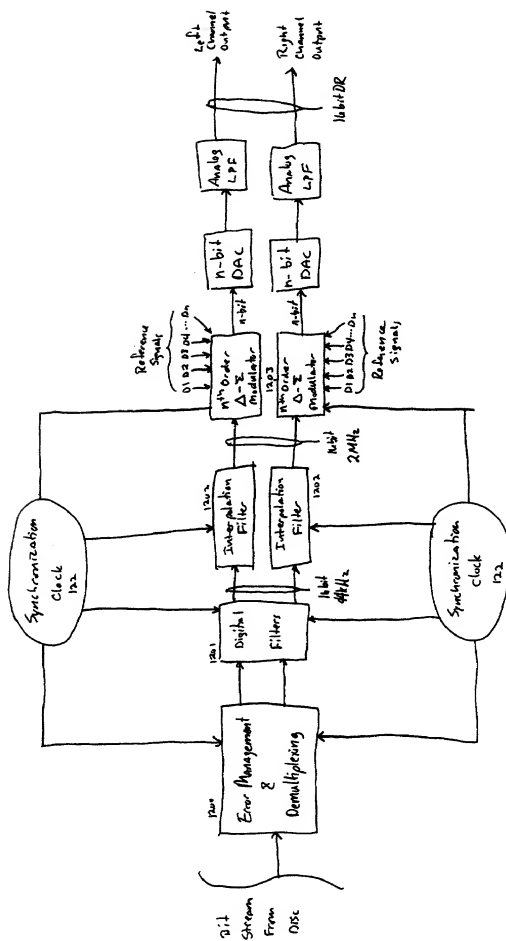 Bit
Stream
From
Disc
1200
Error Management
&
Demultiplexing
Synchronization
Clock
122
1201
Digital
Filters
16bit
44kHz
1202
Interpolation
Filter
Interpolation
Filter
1202
16bit
2MHz
Reference
Signals
D1 D2 D3 D4... Dn
nth Order
Δ-Σ
Modulator
1203
nth Order
Δ-Σ
Modulator
D1 D2 D3 D4... Dn
Reference
Signals
n-bit
n-bit
n-bit
DAC
n-bit
DAC
Analog
LPF
Analog
LPF
16bit DR
Left
Channel
Output
Right
Channel
Output
Synchronization
Clock
122